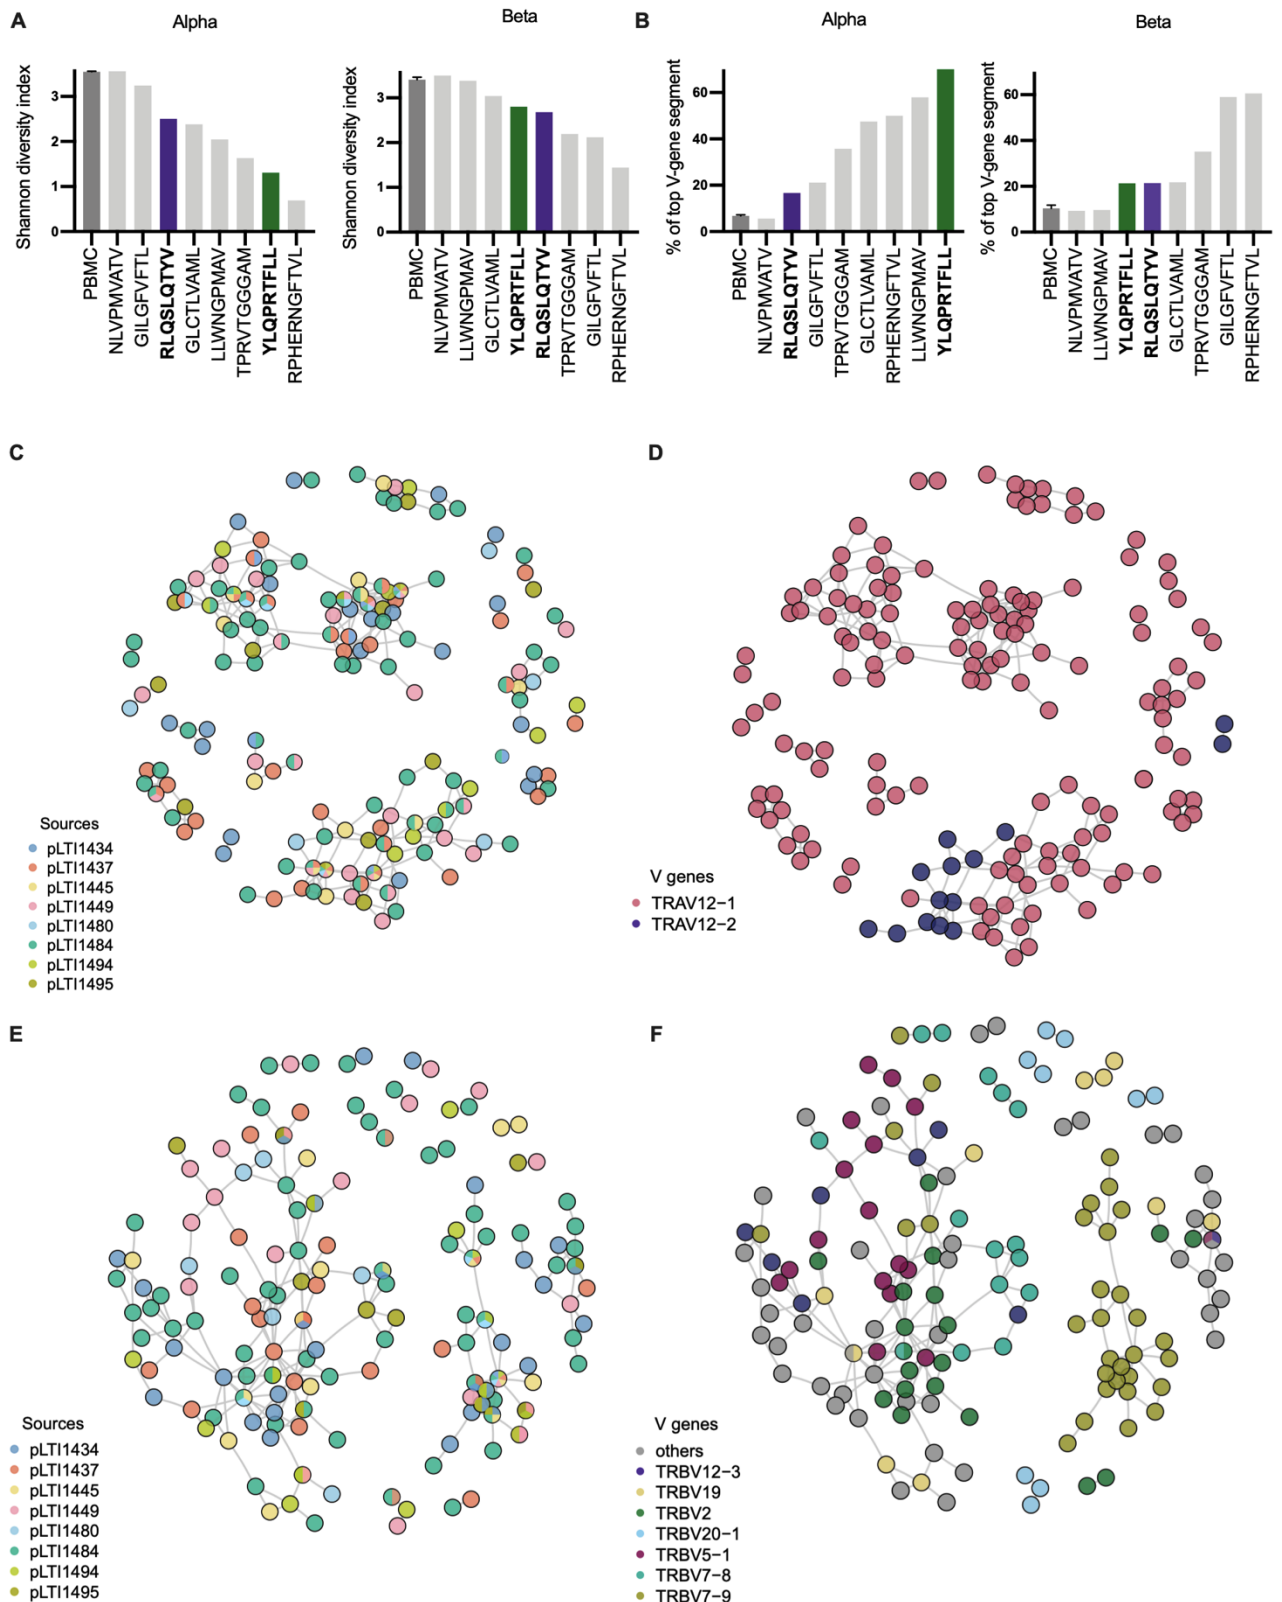 A
Alpha
Shannon diversity index
3
2
1
0
PBMC
NLVPMVATV
GILGFVFTL
RLQSLQTYV
GLCTLVAML
LLWNGPMAV
TPRVTGGGAM
YLQPRTFLL
RPHERNGFTVL
Beta
Shannon diversity index
3
2
1
0
PBMC
NLVPMVATV
LLWNGPMAV
GLCTLVAML
YLQPRTFLL
RLQSLQTYV
TPRVTGGGAM
GILGFVFTL
RPHERNGFTVL
B
Alpha
% of top V-gene segment
60
40
20
0
PBMC
NLVPMVATV
RLQSLQTYV
GILGFVFTL
TPRVTGGGAM
GLCTLVAML
RPHERNGFTVL
LLWNGPMAV
YLQPRTFLL
Beta
% of top V-gene segment
60
40
20
0
PBMC
NLVPMVATV
LLWNGPMAV
YLQPRTFLL
RLQSLQTYV
GLCTLVAML
TPRVTGGGAM
GILGFVFTL
RPHERNGFTVL
C
Sources
pLTI1434
pLTI1437
pLTI1445
pLTI1449
pLTI1480
pLTI1484
pLTI1494
pLTI1495
D
V genes
TRAV12−1
TRAV12−2
E
Sources
pLTI1434
pLTI1437
pLTI1445
pLTI1449
pLTI1480
pLTI1484
pLTI1494
pLTI1495
F
V genes
others
TRBV12−3
TRBV19
TRBV2
TRBV20−1
TRBV5−1
TRBV7−8
TRBV7−9